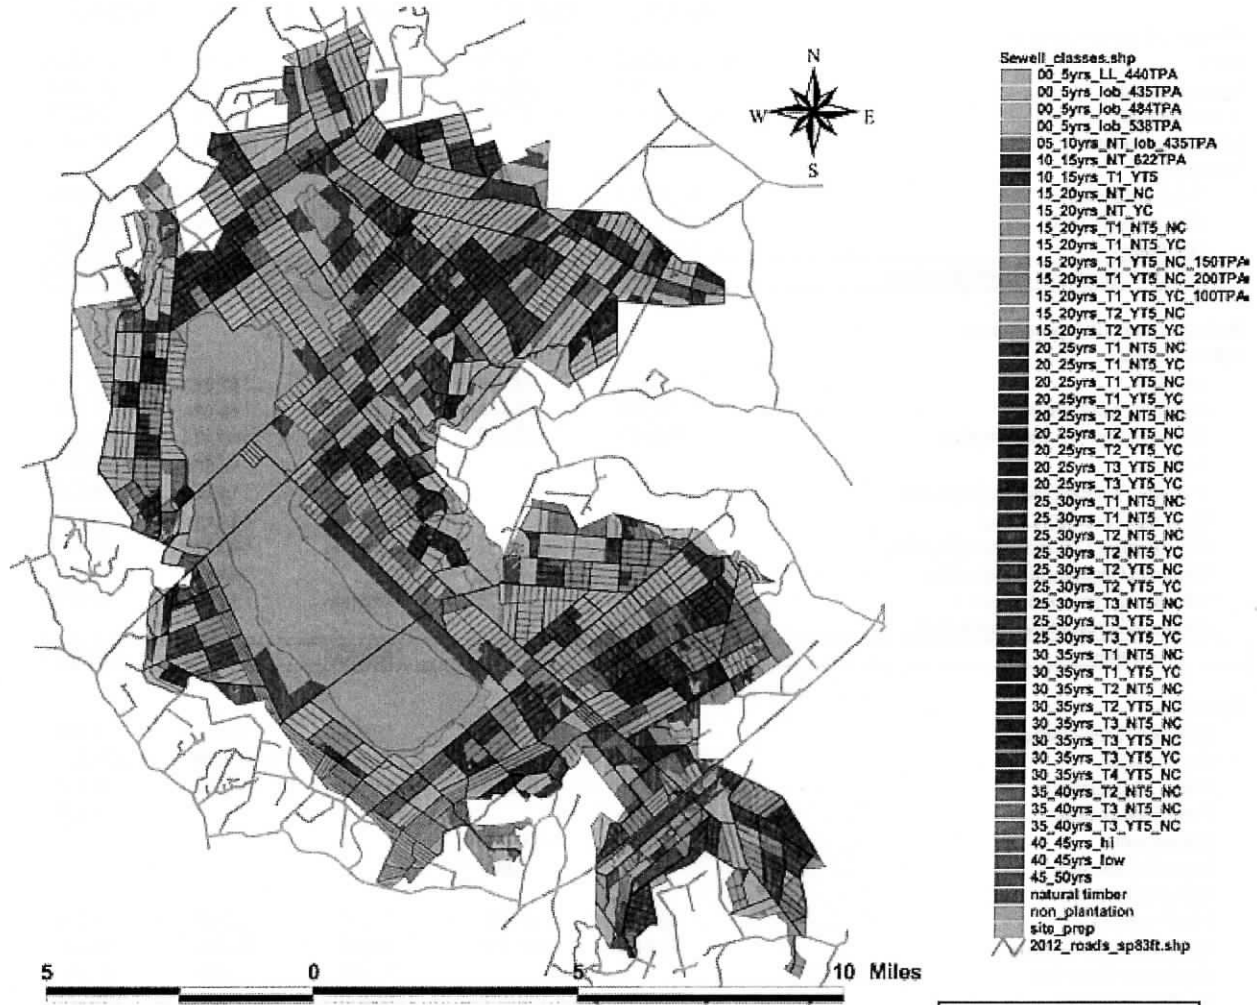 N
W E
S
Sewell_classes.shp
00_5yrs_LL_440TPA
00_5yrs_lob_435TPA
00_5yrs_lob_484TPA
00_5yrs_lob_538TPA
05_10yrs_NT_lob_435TPA
10_15yrs_NT_622TPA
10_15yrs_T1_YT5
15_20yrs_NT_NC
15_20yrs_NT_YC
15_20yrs_T1_NT5_NC
15_20yrs_T1_NT5_YC
15_20yrs_T1_YT5_NC_150TPA
15_20yrs_T1_YT5_NC_200TPA
15_20yrs_T1_YT5_YC_100TPA
15_20yrs_T2_YT5_NC
15_20yrs_T2_YT5_YC
20_25yrs_T1_NT5_NC
20_25yrs_T1_NT5_YC
20_25yrs_T1_YT5_NC
20_25yrs_T1_YT5_YC
20_25yrs_T2_NT5_NC
20_25yrs_T2_YT5_NC
20_25yrs_T2_YT5_YC
20_25yrs_T3_YT5_NC
20_25yrs_T3_YT5_YC
25_30yrs_T1_NT5_NC
25_30yrs_T1_NT5_YC
25_30yrs_T2_NT5_NC
25_30yrs_T2_NT5_YC
25_30yrs_T2_YT5_NC
25_30yrs_T2_YT5_YC
25_30yrs_T3_NT5_NC
25_30yrs_T3_YT5_NC
25_30yrs_T3_YT5_YC
30_35yrs_T1_NT5_NC
30_35yrs_T1_YT5_YC
30_35yrs_T2_NT5_NC
30_35yrs_T2_YT5_NC
30_35yrs_T3_NT5_NC
30_35yrs_T3_YT5_NC
30_35yrs_T3_YT5_YC
30_35yrs_T4_YT5_NC
35_40yrs_T2_NT5_NC
35_40yrs_T3_NT5_NC
35_40yrs_T3_YT5_NC
40_45yrs_hi
40_45yrs_low
45_50yrs
natural timber
non_plantation
site_prep
2012_roads_sp83ft.shp
5 0 5 10 Miles